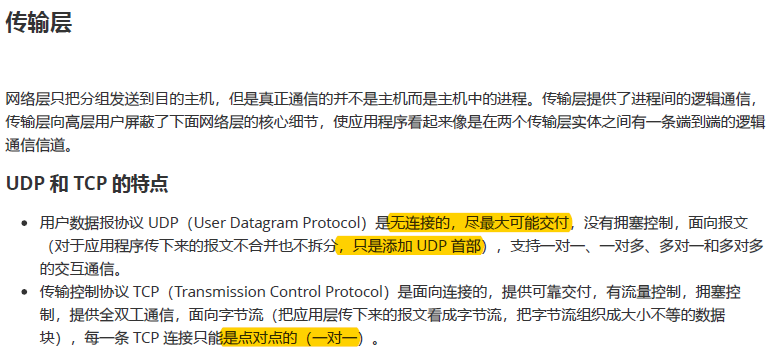 传输层
网络层只把分组发送到目的主机，但是真正通信的并不是主机而是主机中的进程。传输层提供了进程间的逻辑通信，
传输层向高层用户屏蔽了下面网络层的核心细节，使应用程序看起来像是在两个传输层实体之间有一条端到端的逻辑
通信信道。
UDP 和 TCP 的特点
• 用户数据报协议 UDP（User Datagram Protocol）是无连接的，尽最大可能交付，没有拥塞控制，面向报文
（对于应用程序传下来的报文不合并也不拆分，只是添加 UDP 首部），支持一对一、一对多、多对一和多对多
的交互通信。
• 传输控制协议 TCP（Transmission Control Protocol）是面向连接的，提供可靠交付，有流量控制，拥塞控
制，提供全双工通信，面向字节流（把应用层传下来的报文看成字节流，把字节流组织成大小不等的数据
块），每一条 TCP 连接只能是点对点的（一对一）。